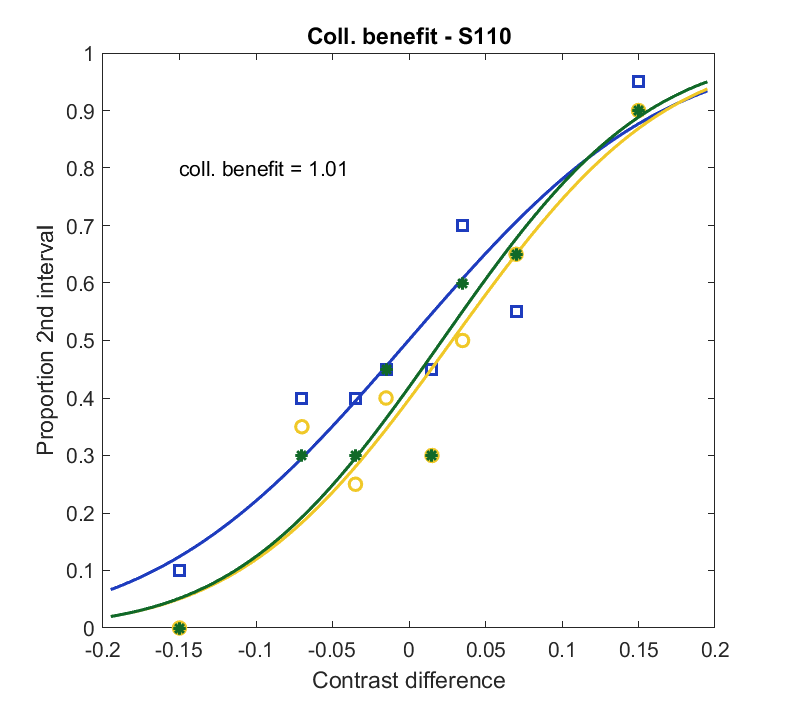 Coll. benefit - S110
1
0.9
0.8
0.7
0.6
0.5
0.4
0.3
0.2
0.1
0
coll. benefit = 1.01
Proportion 2nd interval
-0.2 -0.15 -0.1 -0.05 0 0.05 0.1 0.15 0.2
Contrast difference